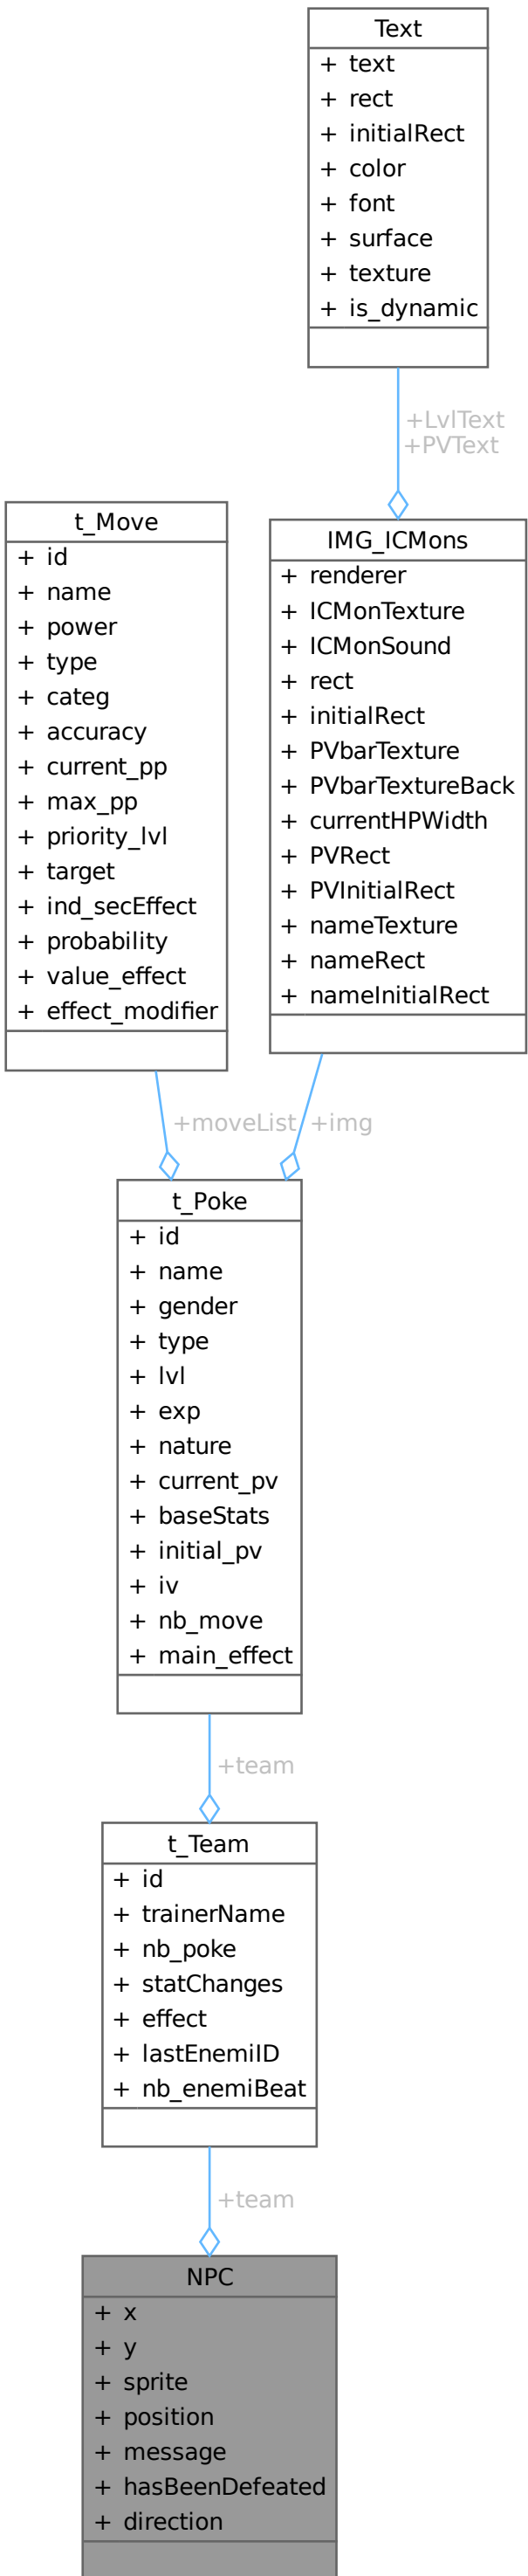 Text
+ text
+ rect
+ initialRect
+ color
+ font
+ surface
+ texture
+ is_dynamic
+LvlText
+PVText
t_Move
+ id
+ name
+ power
+ type
+ categ
+ accuracy
+ current_pp
+ max_pp
+ priority_lvl
+ target
+ ind_secEffect
+ probability
+ value_effect
+ effect_modifier
IMG_ICMons
+ renderer
+ ICMonTexture
+ ICMonSound
+ rect
+ initialRect
+ PVbarTexture
+ PVbarTextureBack
+ currentHPWidth
+ PVRect
+ PVInitialRect
+ nameTexture
+ nameRect
+ nameInitialRect
+moveList
+img
t_Poke
+ id
+ name
+ gender
+ type
+ lvl
+ exp
+ nature
+ current_pv
+ baseStats
+ initial_pv
+ iv
+ nb_move
+ main_effect
+team
t_Team
+ id
+ trainerName
+ nb_poke
+ statChanges
+ effect
+ lastEnemiID
+ nb_enemiBeat
+team
NPC
+ x
+ y
+ sprite
+ position
+ message
+ hasBeenDefeated
+ direction